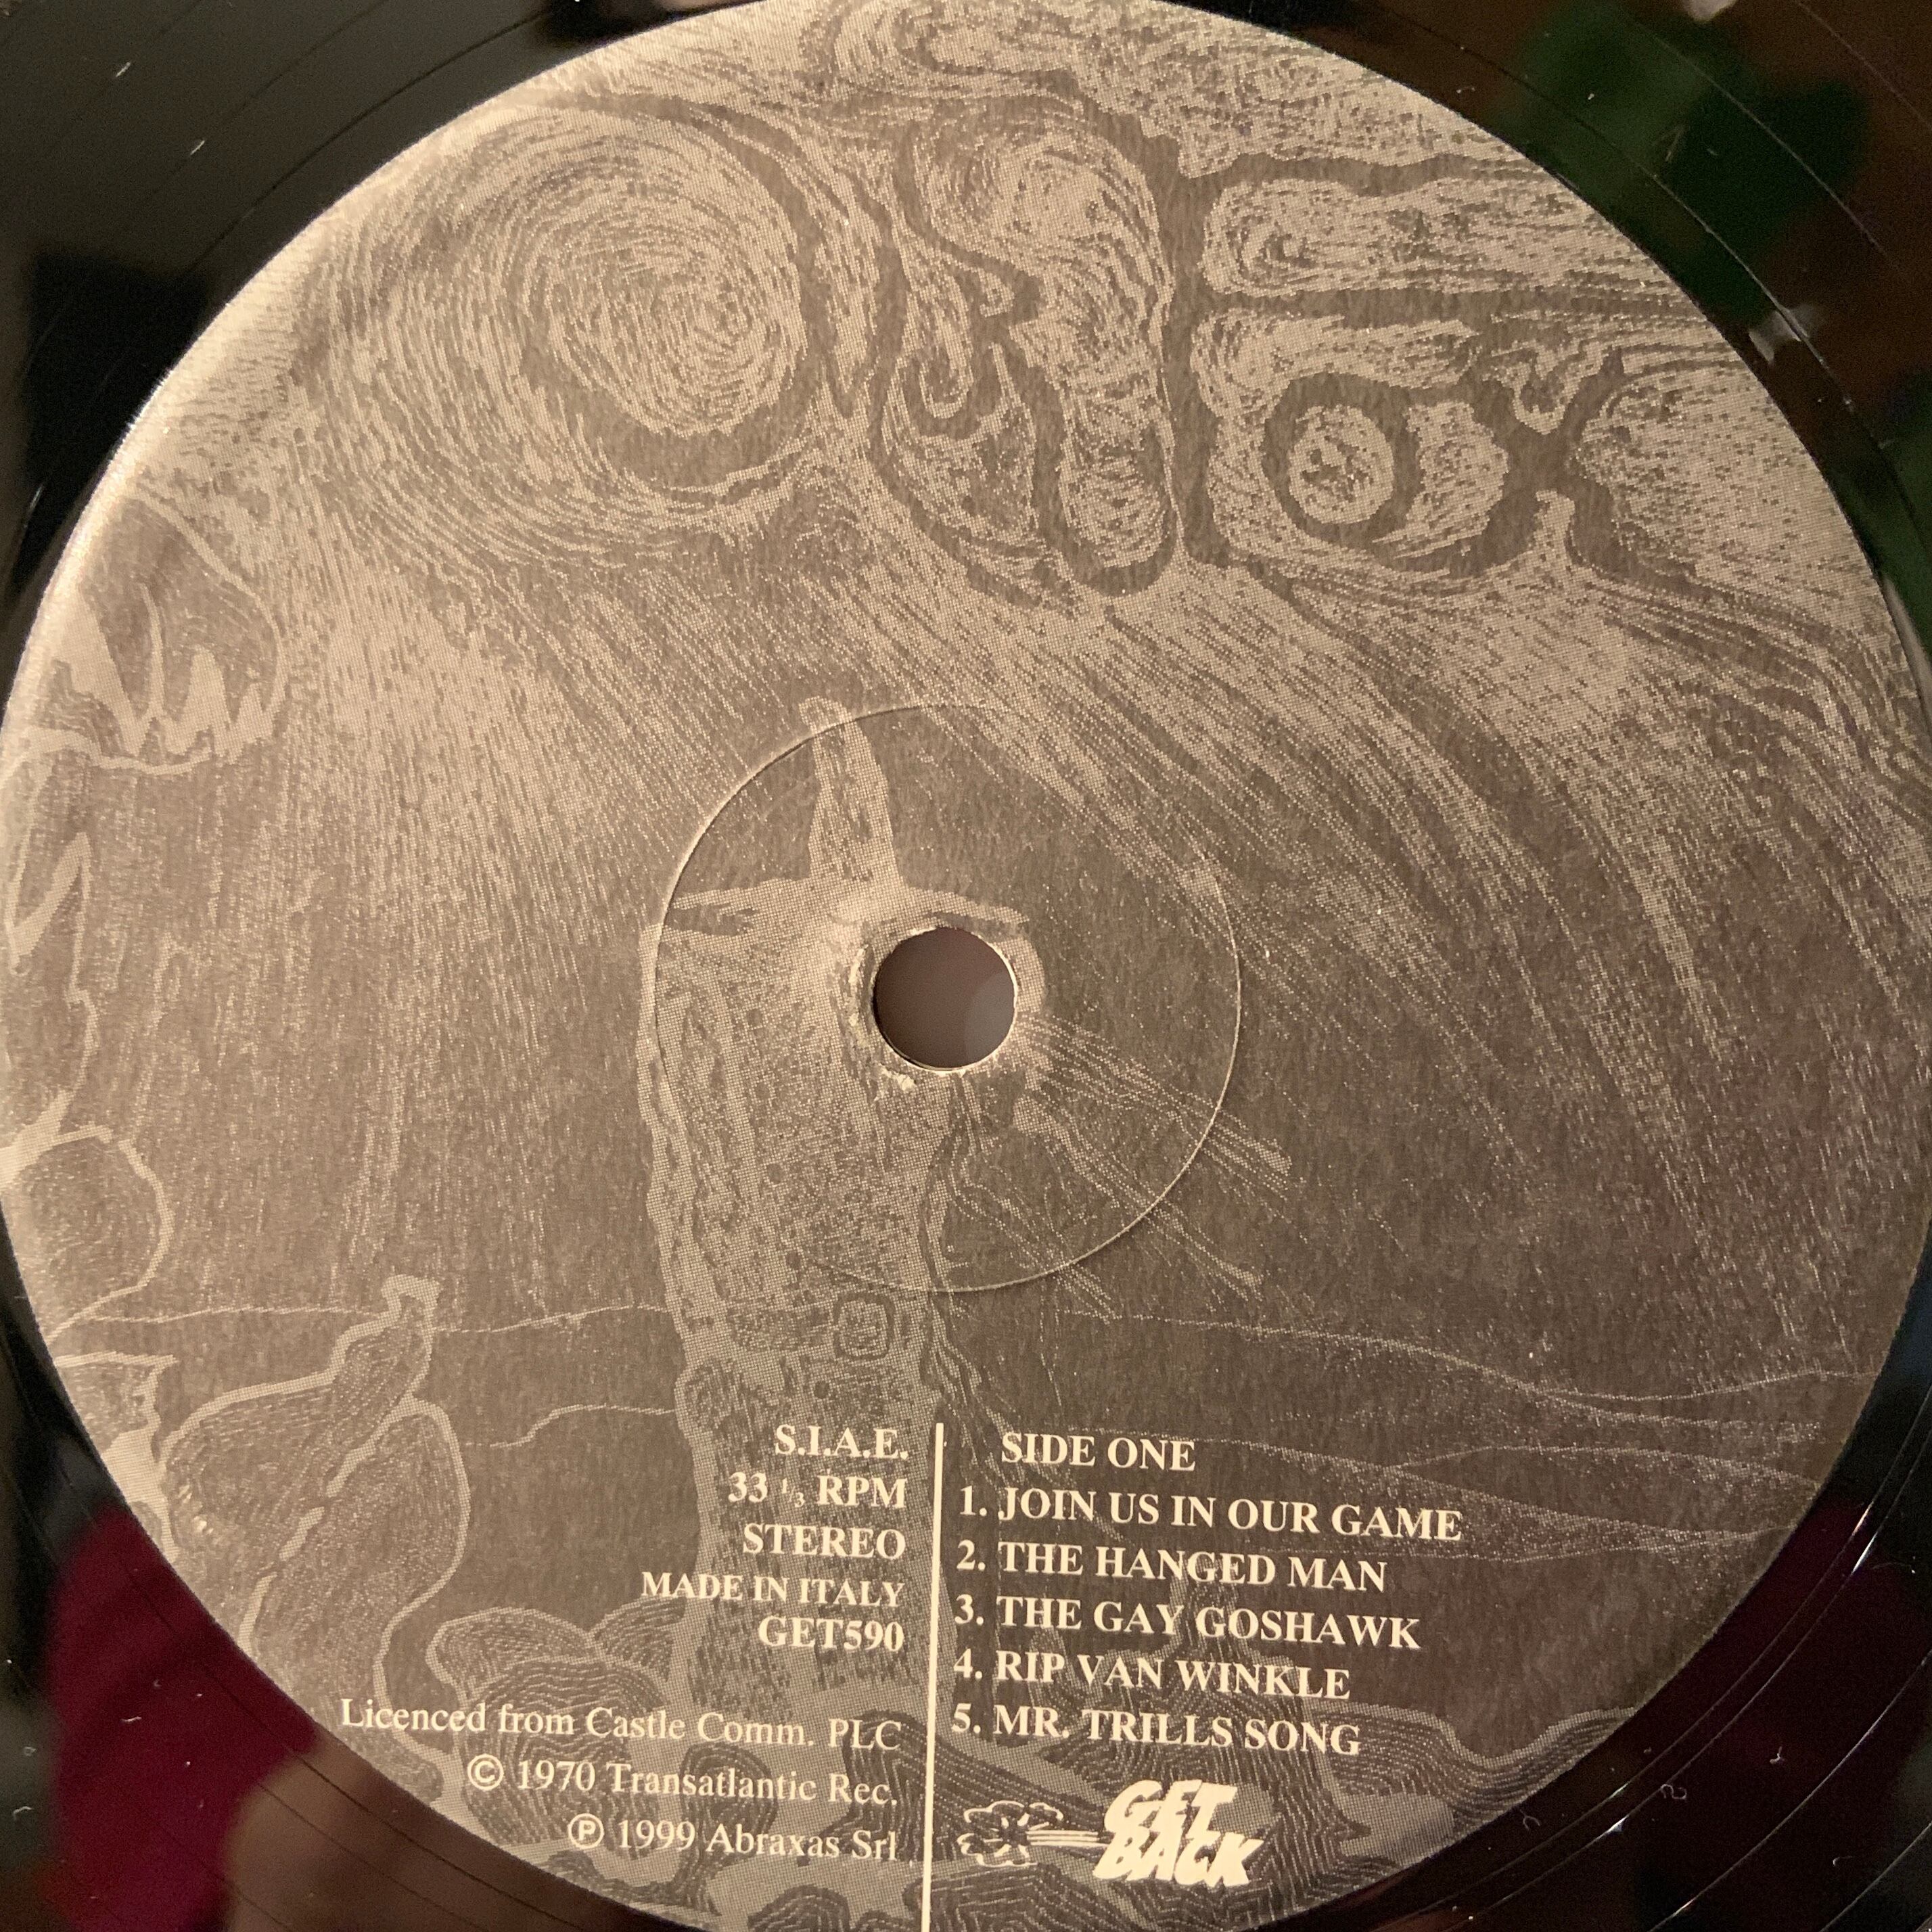 S.I.A.E.
33 1/3 RPM
STEREO
MADE IN ITALY
GET590
Licenced from Castle Comm. PLC
© 1970 Transatlantic Rec.
℗ 1999 Abraxas Srl
SIDE ONE
1. JOIN US IN OUR GAME
2. THE HANGED MAN
3. THE GAY GOSHAWK
4. RIP VAN WINKLE
5. MR. TRILLS SONG
GET
BACK